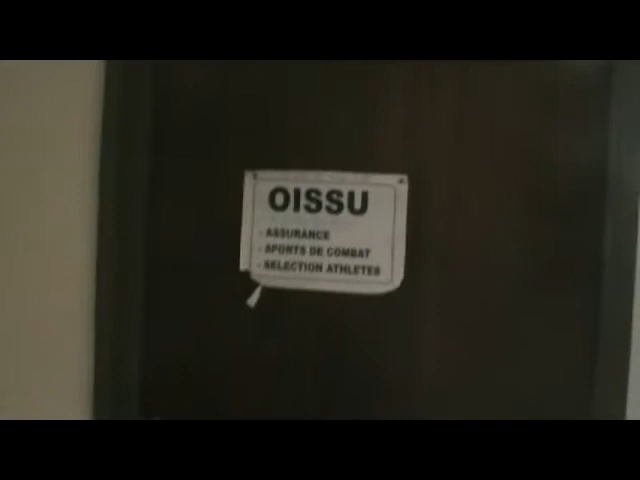 OISSU
- ASSURANCE
- SPORTS DE COMBAT
- SELECTION ATHLETES